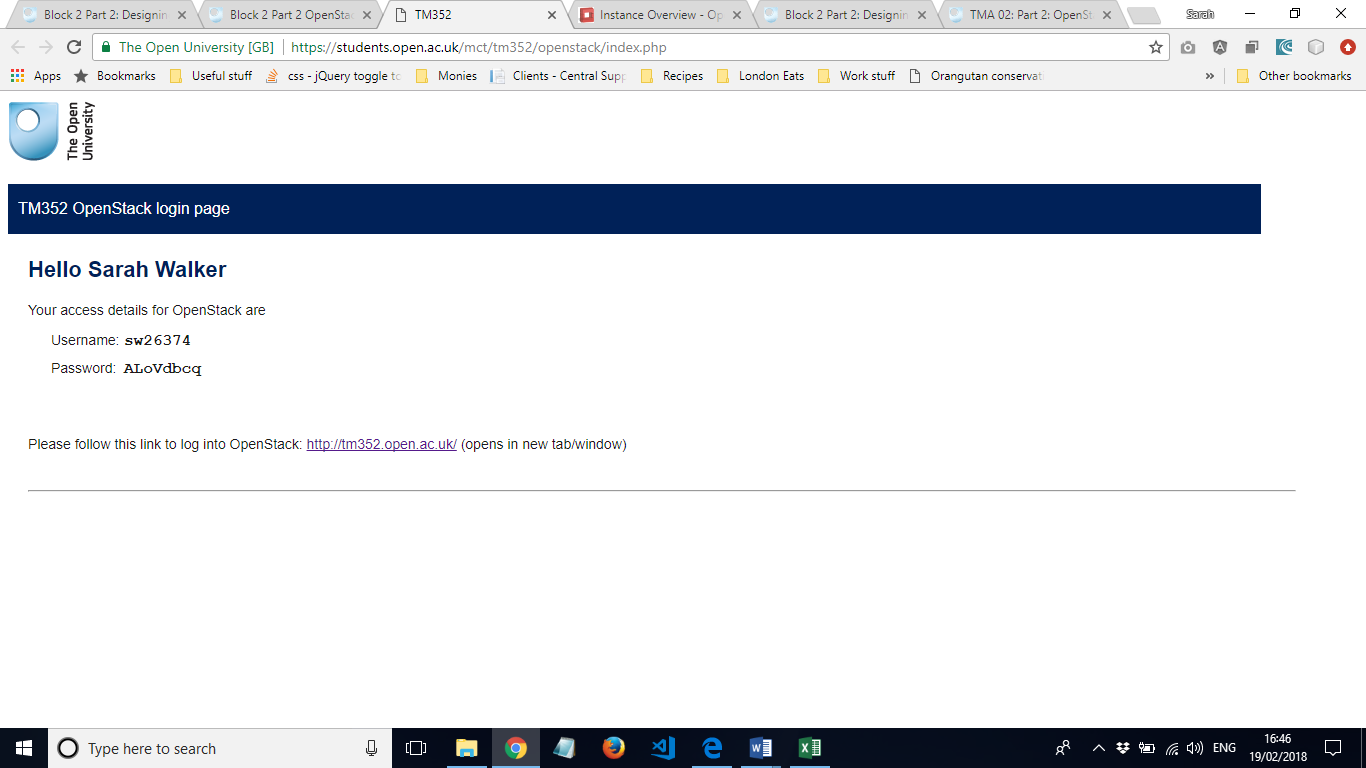 Block 2 Part 2: Designin
Block 2 Part 2 OpenStac
TM352
Instance Overview - Op
Block 2 Part 2: Designin
TMA 02: Part 2: OpenSt
Sarah
The Open University [GB]
https://students.open.ac.uk/mct/tm352/openstack/index.php
Apps
Bookmarks
Useful stuff
css - jQuery toggle to
Monies
Clients - Central Supp
Recipes
London Eats
Work stuff
Orangutan conservat
»
Other bookmarks
The Open
University
TM352 OpenStack login page
Hello Sarah Walker
Your access details for OpenStack are
Username: sw26374
Password: ALoVdbcq
Please follow this link to log into OpenStack: http://tm352.open.ac.uk/ (opens in new tab/window)
Type here to search
ENG
16:46
19/02/2018